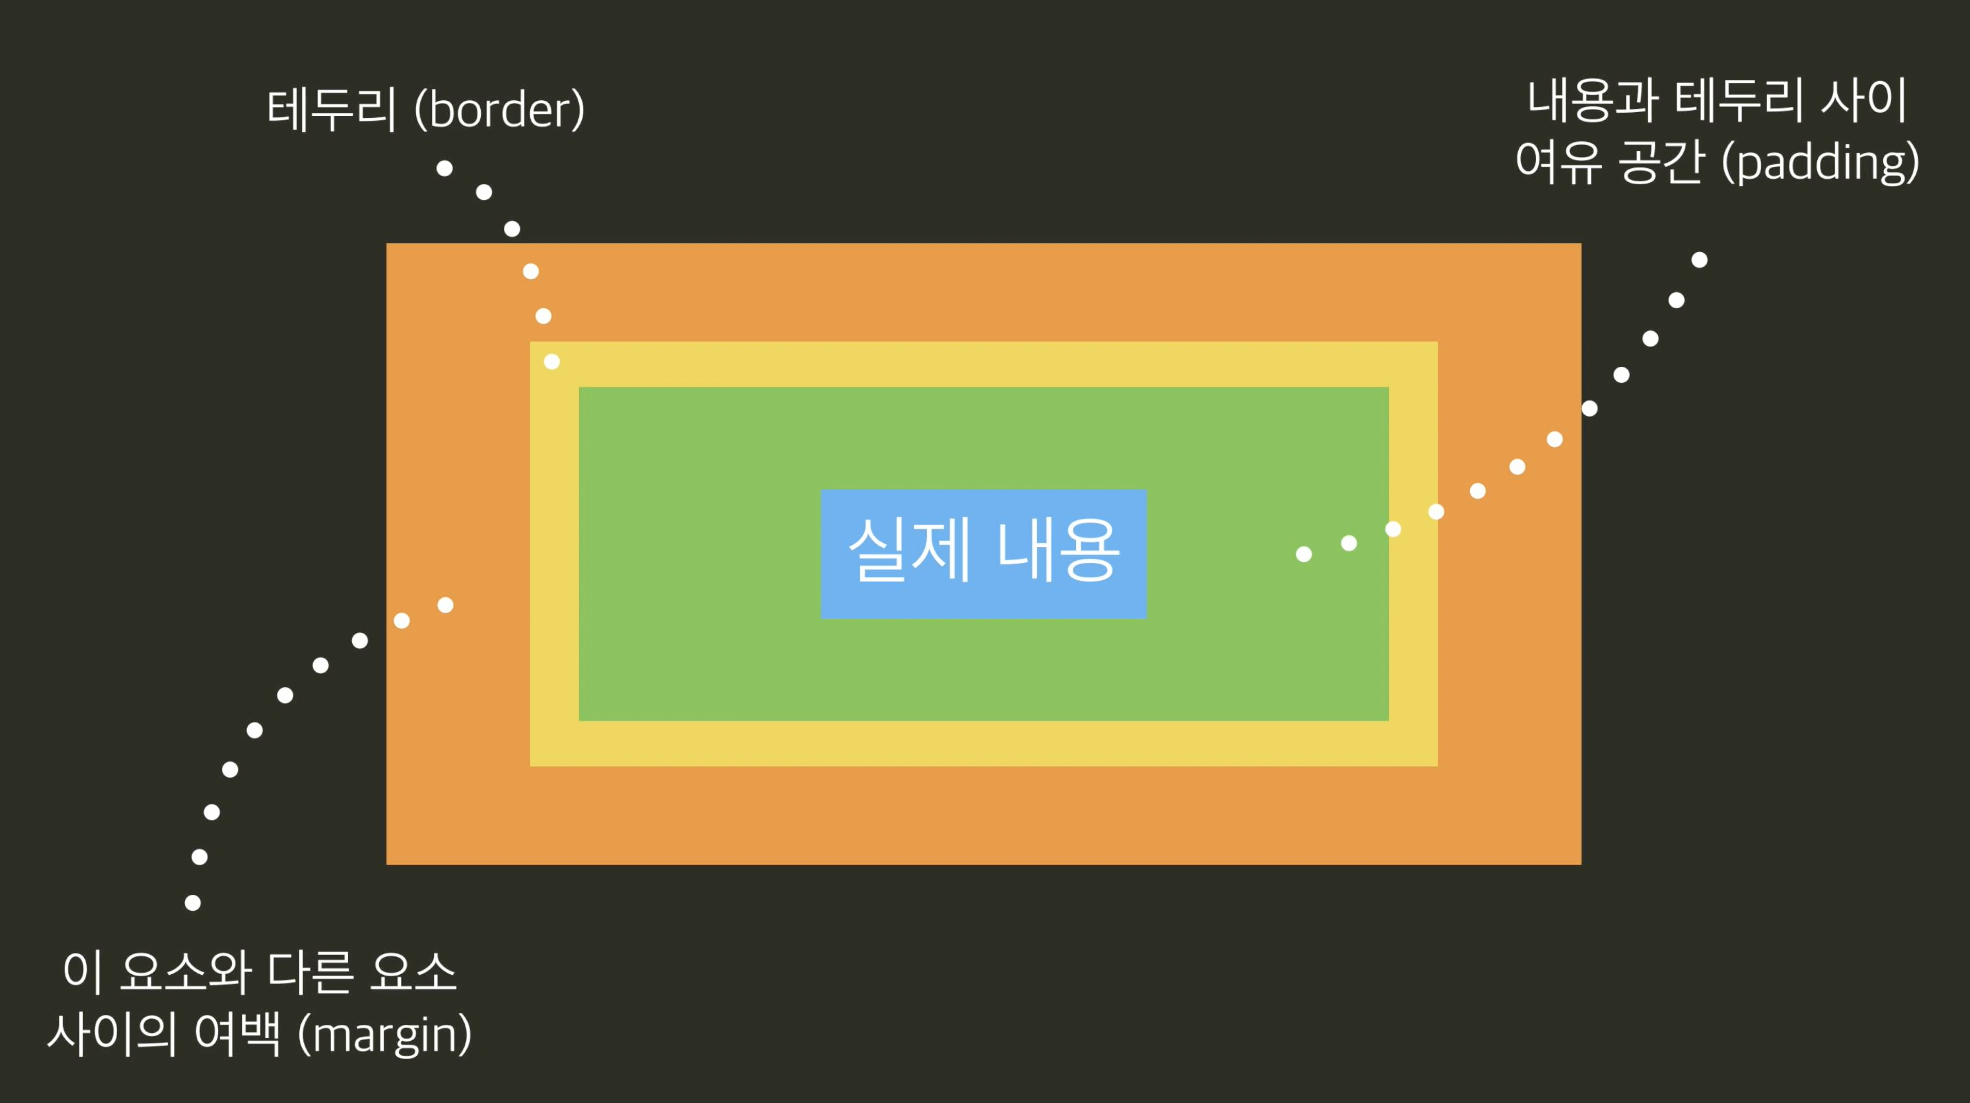 테두리 (border)
내용과 테두리 사이
여유 공간 (padding)
실제 내용
이 요소와 다른 요소
사이의 여백 (margin)